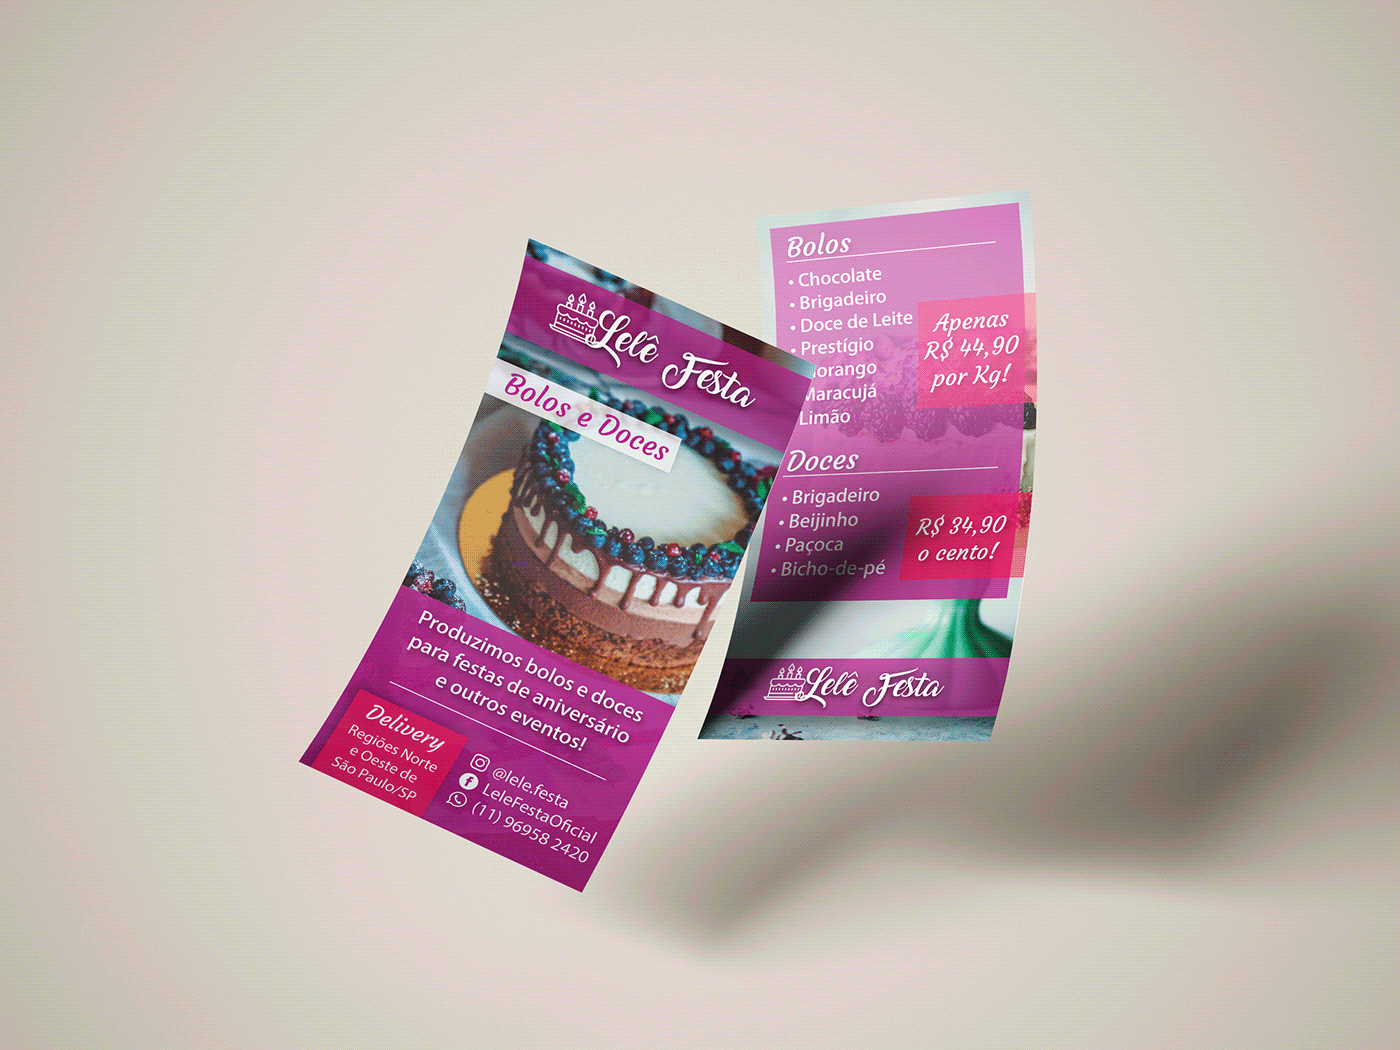 Lelê Festa
Bolos e Doces
Produzimos bolos e doces
para festas de aniversário
e outros eventos!
Delivery
Regiões Norte
e Oeste de
São Paulo/SP
@lele.festa
LeleFestaOficial
(11) 96958 2420
Bolos
• Chocolate
• Brigadeiro
• Doce de Leite
• Prestígio
orango
Maracujá
Limão
Apenas
R$ 44,90
por Kg!
Doces
• Brigadeiro
• Beijinho
• Paçoca
• Bicho-de-pé
R$ 34,90
o cento!
Lelê Festa